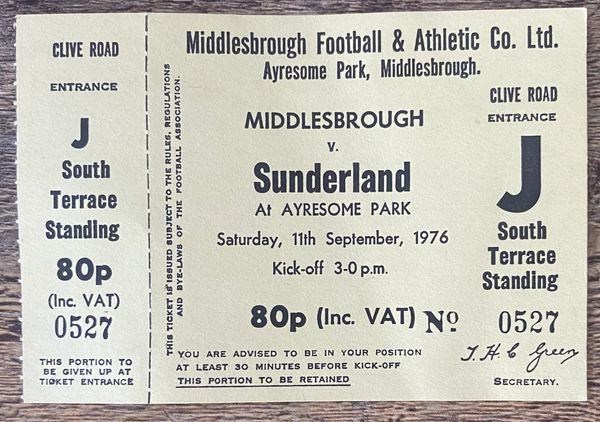 CLIVE ROAD
ENTRANCE
J
South
Terrace
Standing
80p
(Inc. VAT)
0527
THIS PORTION TO
BE GIVEN UP AT
TICKET ENTRANCE
THIS TICKET IS ISSUED SUBJECT TO THE RULES, REGULATIONS
AND BYE-LAWS OF THE FOOTBALL ASSOCIATION.
Middlesbrough Football & Athletic Co. Ltd.
Ayresome Park, Middlesbrough.
MIDDLESBROUGH
v.
Sunderland
At AYRESOME PARK
Saturday, 11th September, 1976
Kick-off 3-0 p.m.
80p (Inc. VAT) Nº
YOU ARE ADVISED TO BE IN YOUR POSITION
AT LEAST 30 MINUTES BEFORE KICK-OFF
THIS PORTION TO BE RETAINED
CLIVE ROAD
ENTRANCE
J
South
Terrace
Standing
0527
T. H. C Green
SECRETARY.